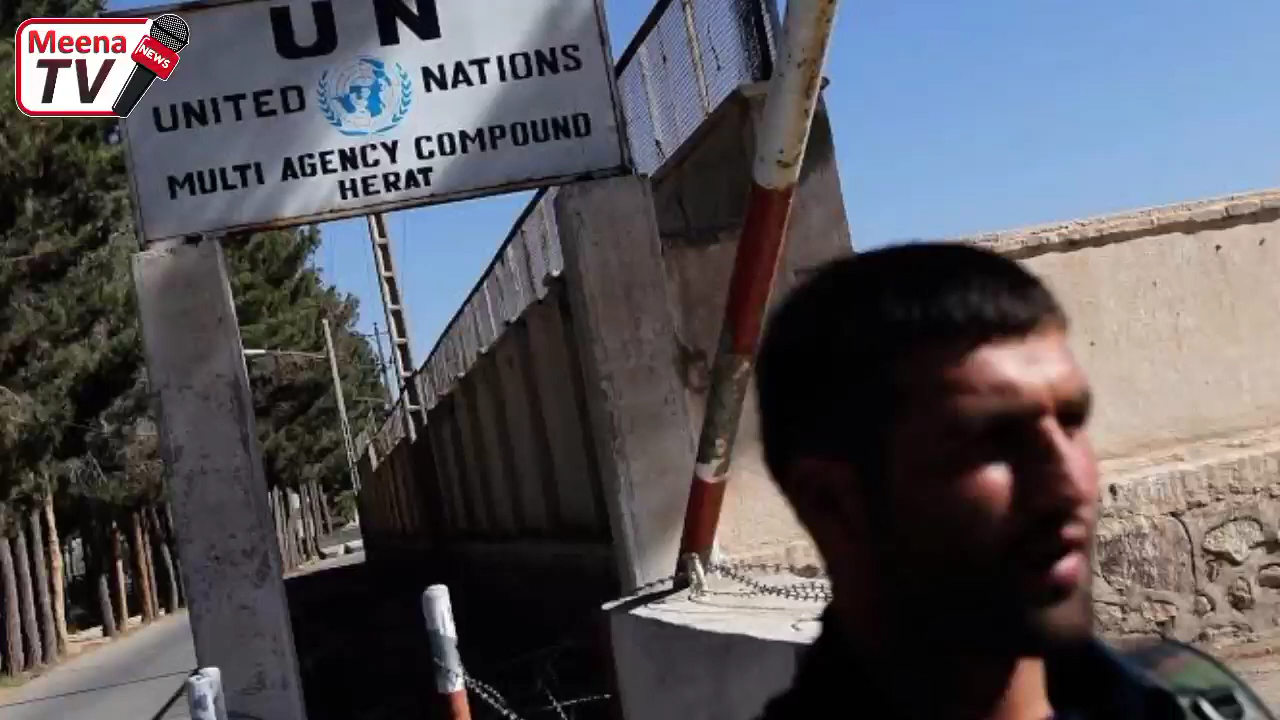 Meena
TV
NEWS
UN
UNITED NATIONS
MULTI AGENCY COMPOUND
HERAT